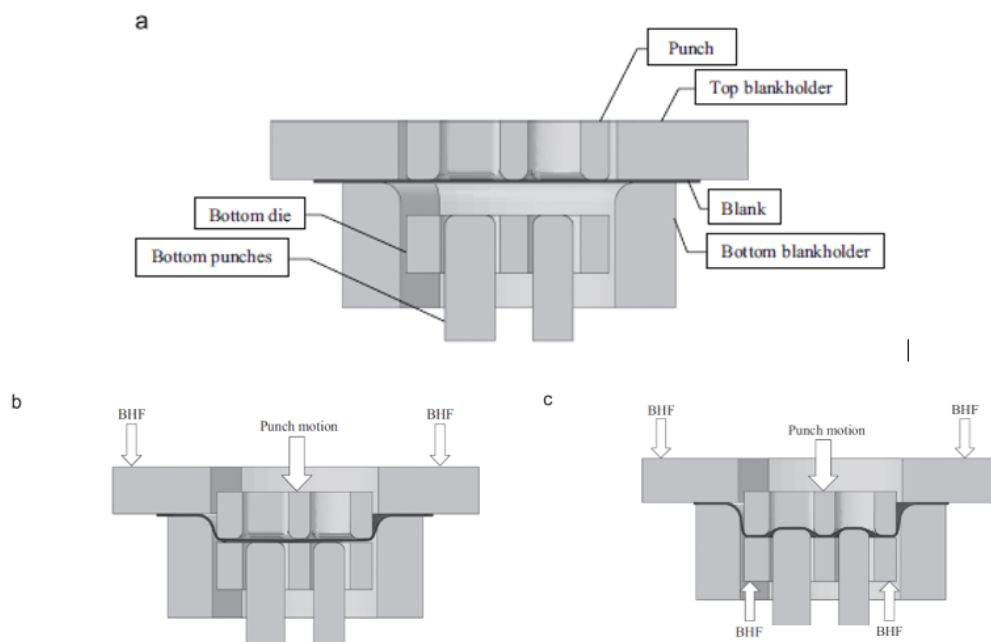 a
Punch
Top blankholder
Bottom die
Blank
Bottom punches
Bottom blankholder
b
BHF
BHF
Punch motion
c
BHF
BHF
Punch motion
BHF
BHF